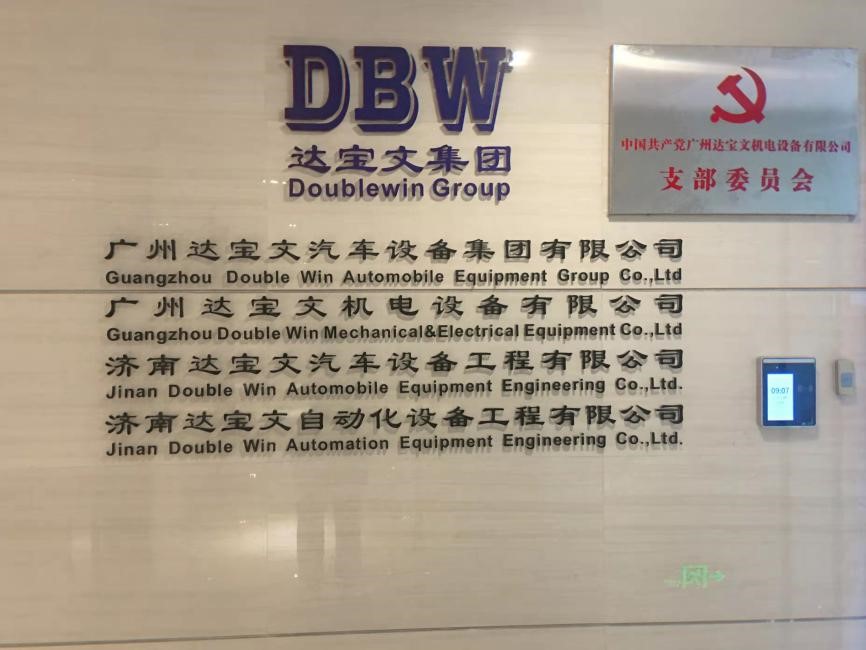 DBW
达宝文集团
Doublewin Group
中国共产党广州达宝文机电设备有限公司
支部委员会
广州达宝文汽车设备集团有限公司
Guangzhou Double Win Automobile Equipment Group Co.,Ltd
广州达宝文机电设备有限公司
Guangzhou Double Win Mechanical&Electrical Equipment Co.,Ltd
济南达宝文汽车设备工程有限公司
Jinan Double Win Automobile Equipment Engineering Co.,Ltd.
济南达宝文自动化设备工程有限公司
Jinan Double Win Automation Equipment Engineering Co.,Ltd.
09:07